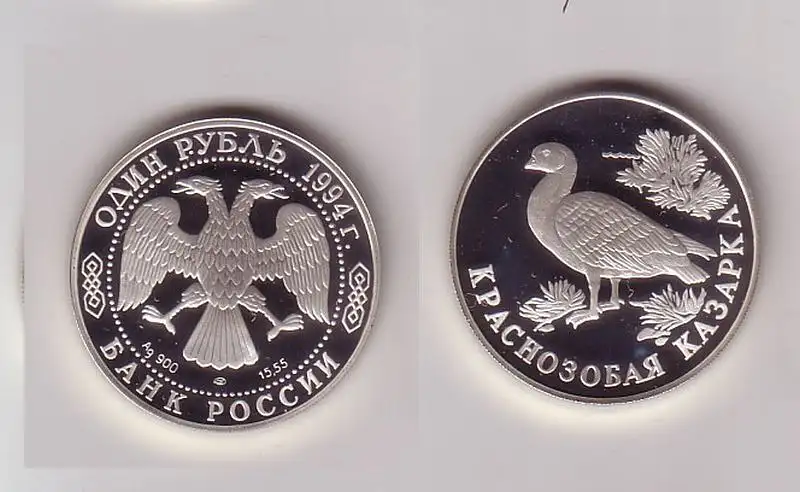 ОДИН РУБЛЬ 1994 г.
Ag 900
15,55
БАНК РОССИИ
КРАСНОЗОБАЯ КАЗАРКА